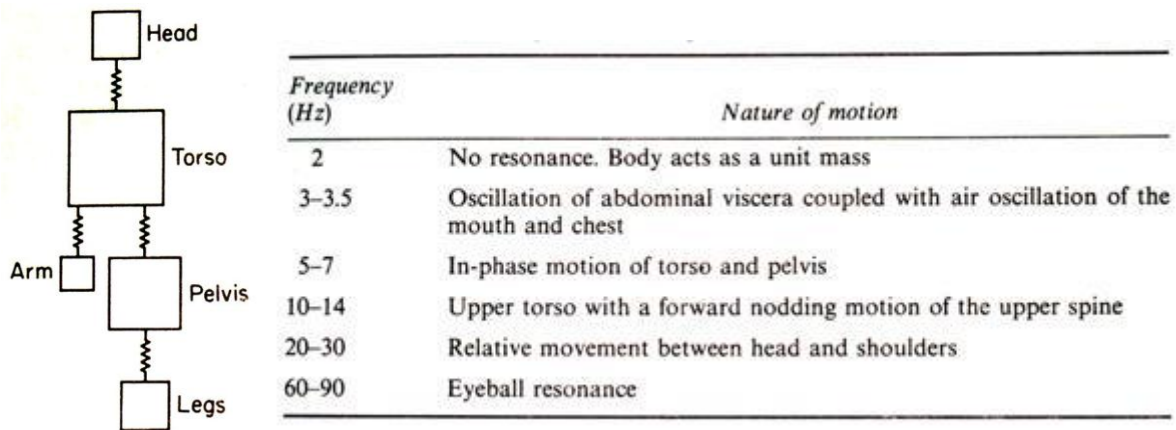 Head
Torso
Arm
Pelvis
Legs
Frequency
(Hz)
Nature of motion
2 No resonance. Body acts as a unit mass
3–3.5 Oscillation of abdominal viscera coupled with air oscillation of the
mouth and chest
5–7 In-phase motion of torso and pelvis
10–14 Upper torso with a forward nodding motion of the upper spine
20–30 Relative movement between head and shoulders
60–90 Eyeball resonance